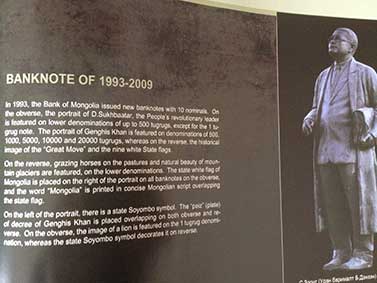 BANKNOTE OF 1993-2009
In 1993, the Bank of Mongolia issued new banknotes with 10 nominals. On
the obverse, the portrait of D.Sukhbaatar, the People's revolutionary leader
is featured on lower denominations of up to 500 tugrugs, except for the 1 tu-
grug note. The portrait of Genghis Khan is featured on denominations of 500,
1000, 5000, 10000 and 20000 tugrugs, whereas on the reverse, the historical
image of the "Great Move" and the nine white State flags.
On the reverse, grazing horses on the pastures and natural beauty of moun-
tain glaciers are featured, on the lower denominations. The state white flag of
Mongolia is placed on the right of the portrait on all banknotes on the obverse,
and the word "Mongolia" is printed in concise Mongolian script overlapping
the state flag.
On the left of the portrait, there is a state Soyombo symbol. The "paiz" (plate)
of decree of Genghis Khan is placed overlapping on both obverse and re-
verse. On the obverse, the image of a lion is featured on the 1 tugrug denomi-
nation, whereas the state Soyombo symbol decorates it on reverse.